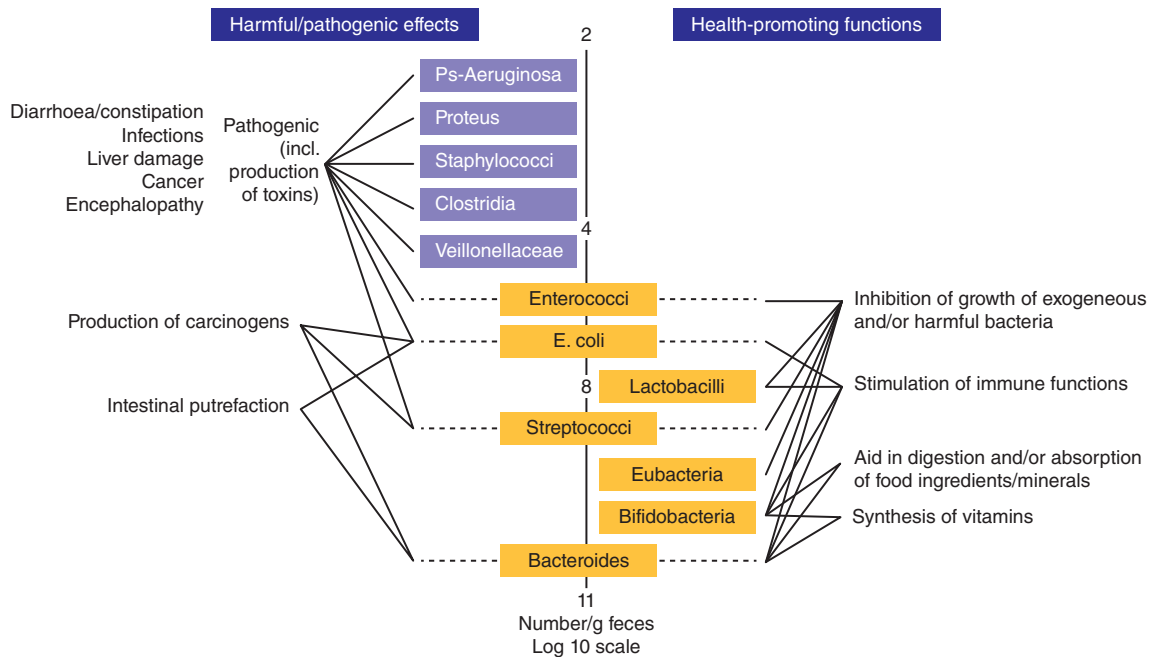 Harmful/pathogenic effects
2
Health-promoting functions
Ps-Aeruginosa
Proteus
Staphylococci
Clostridia
4
Veillonellaceae
Diarrhoea/constipation
Infections
Liver damage
Cancer
Encephalopathy
Pathogenic
(incl.
production
of toxins)
Production of carcinogens
Intestinal putrefaction
Enterococci
E. coli
8
Lactobacilli
Streptococci
Eubacteria
Bifidobacteria
Bacteroides
11
Number/g feces
Log 10 scale
Inhibition of growth of exogeneous
and/or harmful bacteria
Stimulation of immune functions
Aid in digestion and/or absorption
of food ingredients/minerals
Synthesis of vitamins